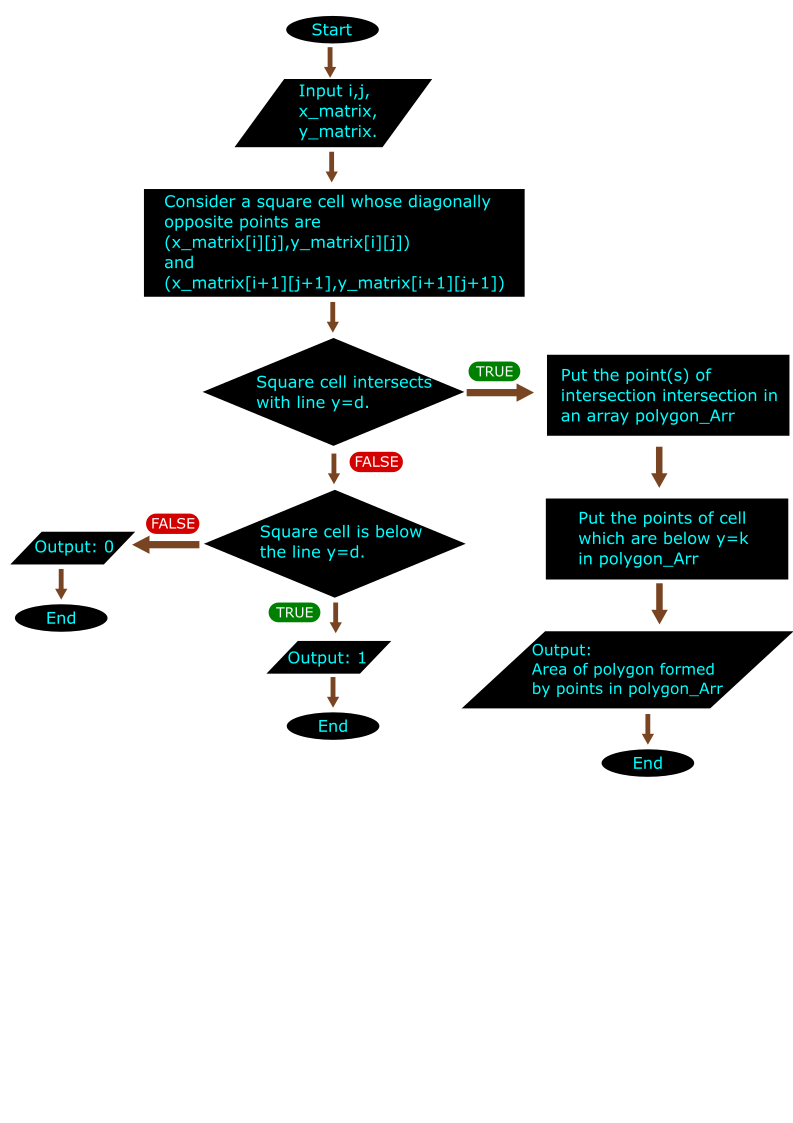 Start
Input i,j,
x_matrix,
y_matrix.
Consider a square cell whose diagonally
opposite points are
(x_matrix[i][j],y_matrix[i][j])
and
(x_matrix[i+1][j+1],y_matrix[i+1][j+1])
Square cell intersects
with line y=d.
TRUE
Put the point(s) of
intersection intersection in
an array polygon_Arr
FALSE
Put the points of cell
which are below y=k
in polygon_Arr
Square cell is below
the line y=d.
FALSE
Output: 0
End
TRUE
Output: 1
End
Output:
Area of polygon formed
by points in polygon_Arr
End